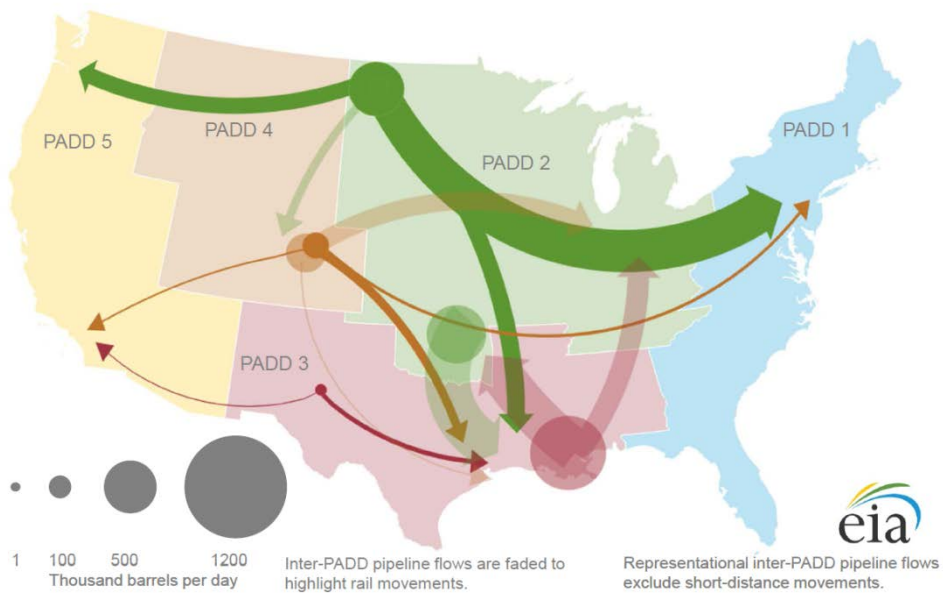 PADD 5
PADD 4
PADD 2
PADD 1
PADD 3
1 100 500 1200
Thousand barrels per day
Inter-PADD pipeline flows are faded to
highlight rail movements.
eia
Representational inter-PADD pipeline flows
exclude short-distance movements.